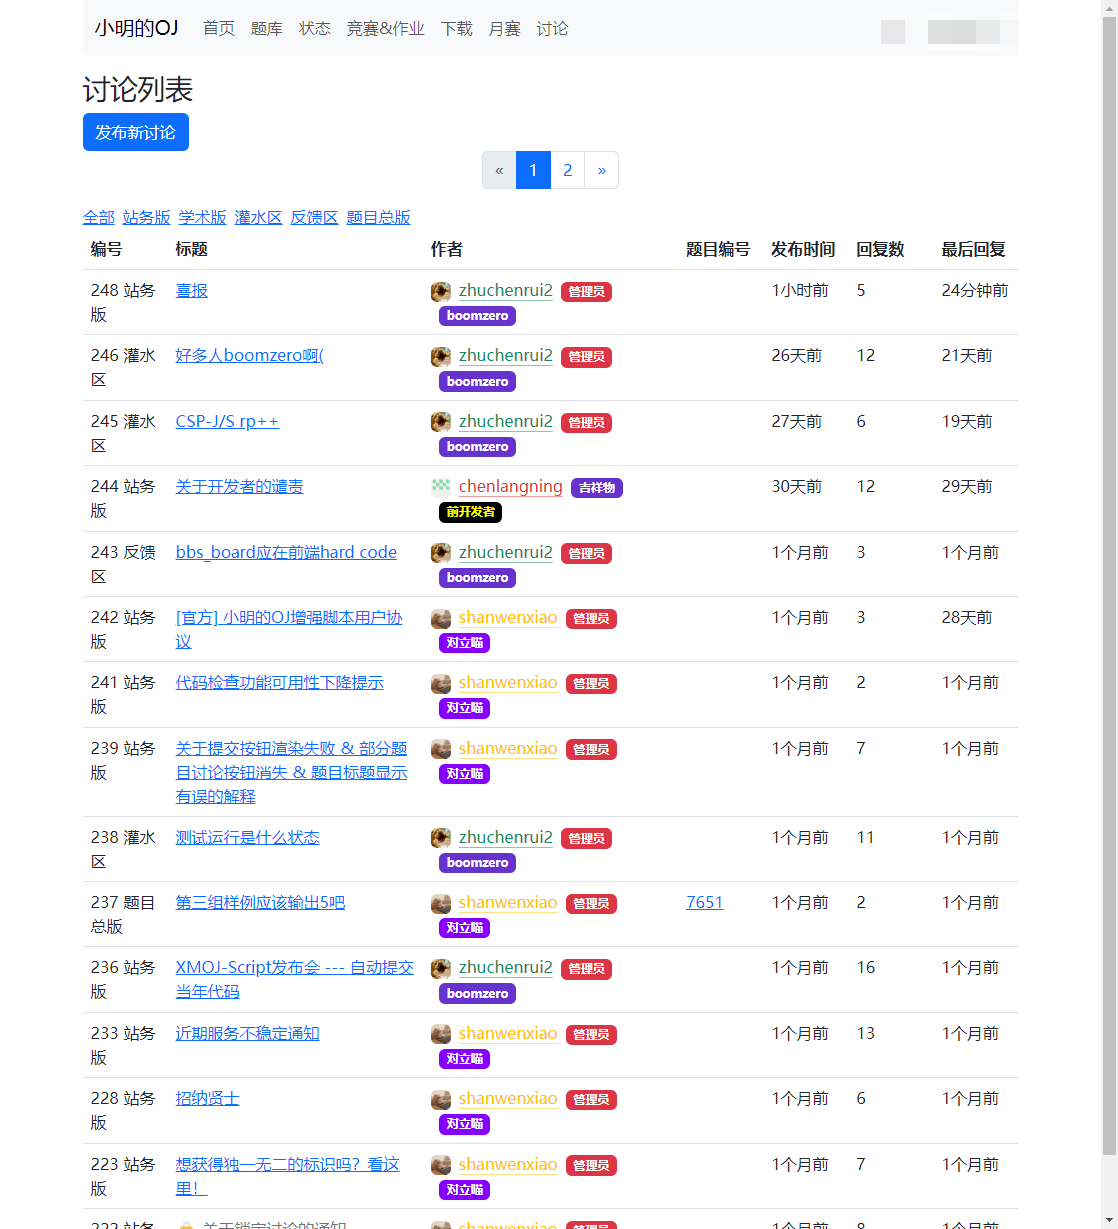 小明的OJ 首页 题库 状态 竞赛&作业 下载 月赛 讨论
讨论列表
发布新讨论
« 1 2 »
全部 站务版 学术版 灌水区 反馈区 题目总版
编号 标题 作者 题目编号 发布时间 回复数 最后回复
248 站务 喜报 zhuchenrui2 管理员 1小时前 5 24分钟前
版 boomzero
246 灌水 好多人boomzero啊( zhuchenrui2 管理员 26天前 12 21天前
区 boomzero
245 灌水 CSP-J/S rp++ zhuchenrui2 管理员 27天前 6 19天前
区 boomzero
244 站务 关于开发者的谴责 chenlangning 吉祥物 30天前 12 29天前
版 前开发者
243 反馈 bbs_board应在前端hard code zhuchenrui2 管理员 1个月前 3 1个月前
区 boomzero
242 站务 [官方] 小明的OJ增强脚本用户协 shanwenxiao 管理员 1个月前 3 28天前
版 议 对立喵
241 站务 代码检查功能可用性下降提示 shanwenxiao 管理员 1个月前 2 1个月前
版 对立喵
239 站务 关于提交按钮渲染失败 & 部分题 shanwenxiao 管理员 1个月前 7 1个月前
版 目讨论按钮消失 & 题目标题显示 对立喵
有误的解释
238 灌水 测试运行是什么状态 zhuchenrui2 管理员 1个月前 11 1个月前
区 boomzero
237 题目 第三组样例应该输出5吧 shanwenxiao 管理员 7651 1个月前 2 1个月前
总版 对立喵
236 站务 XMOJ-Script发布会 --- 自动提交 zhuchenrui2 管理员 1个月前 16 1个月前
版 当年代码 boomzero
233 站务 近期服务不稳定通知 shanwenxiao 管理员 1个月前 13 1个月前
版 对立喵
228 站务 招纳贤士 shanwenxiao 管理员 1个月前 6 1个月前
版 对立喵
223 站务 想获得独一无二的标识吗？看这 shanwenxiao 管理员 1个月前 7 1个月前
版 里！ 对立喵
222 站务 关于锁定讨论的通知 shanwenxiao 管理员 1个月前 8 1个月前